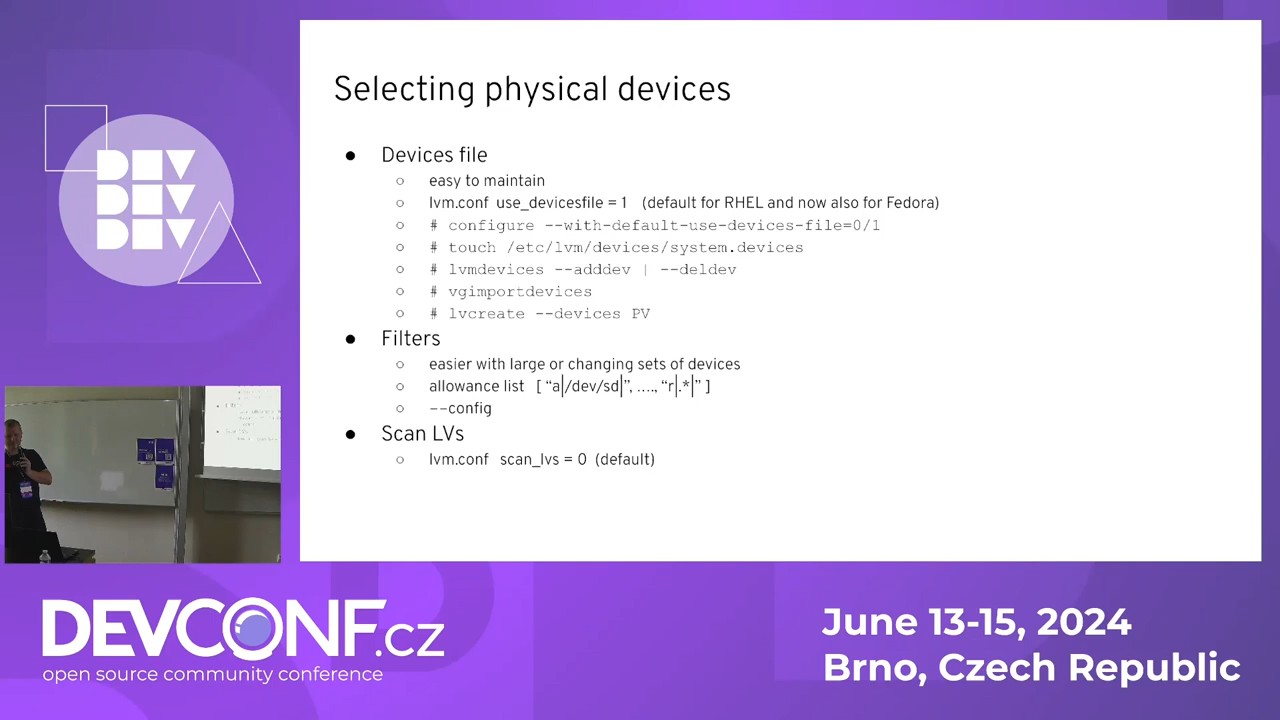 DEV
DEV
DEV
Selecting physical devices
● Devices file
○ easy to maintain
○ lvm.conf use_devicesfile = 1 (default for RHEL and now also for Fedora)
○ # configure --with-default-use-devices-file=0/1
○ # touch /etc/lvm/devices/system.devices
○ # lvmdevices --adddev | --deldev
○ # vgimportdevices
○ # lvcreate --devices PV
● Filters
○ easier with large or changing sets of devices
○ allowance list [ “a|/dev/sd|”, …., “r|.*|” ]
○ --config
● Scan LVs
○ lvm.conf scan_lvs = 0 (default)
DEVCONF.cz
open source community conference
June 13-15, 2024
Brno, Czech Republic